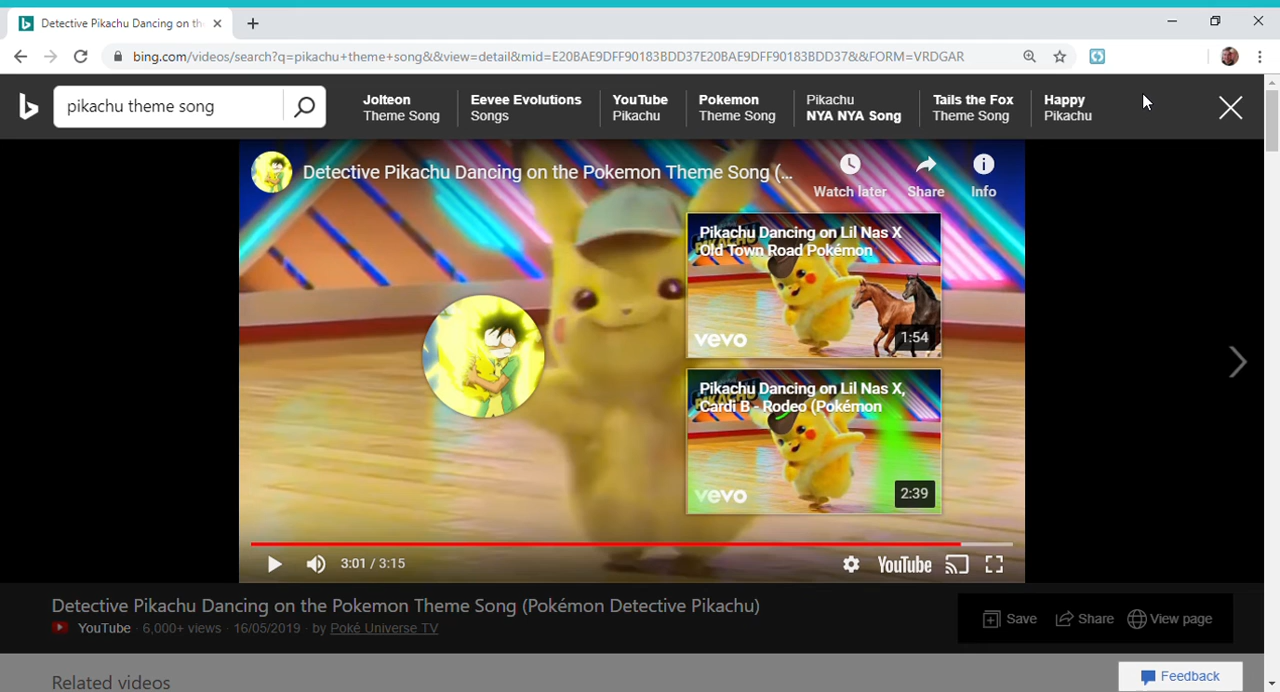 Detective Pikachu Dancing on th
bing.com/videos/search?q=pikachu+theme+song&&view=detail&mid=E20BAE9DFF90183BDD37E20BAE9DFF90183BDD37&&FORM=VRDGAR
pikachu theme song
Jolteon
Theme Song
Eevee Evolutions
Songs
YouTube
Pikachu
Pokemon
Theme Song
Pikachu
NYA NYA Song
Tails the Fox
Theme Song
Happy
Pikachu
Detective Pikachu Dancing on the Pokemon Theme Song (...
Watch later
Share
Info
Pikachu Dancing on Lil Nas X
Old Town Road Pokémon
vevo
1:54
Pikachu Dancing on Lil Nas X,
Cardi B - Rodeo (Pokémon
vevo
2:39
3:01 / 3:15
YouTube
Detective Pikachu Dancing on the Pokemon Theme Song (Pokémon Detective Pikachu)
YouTube · 6,000+ views · 16/05/2019 · by Poké Universe TV
Save
Share
View page
Related videos
Feedback